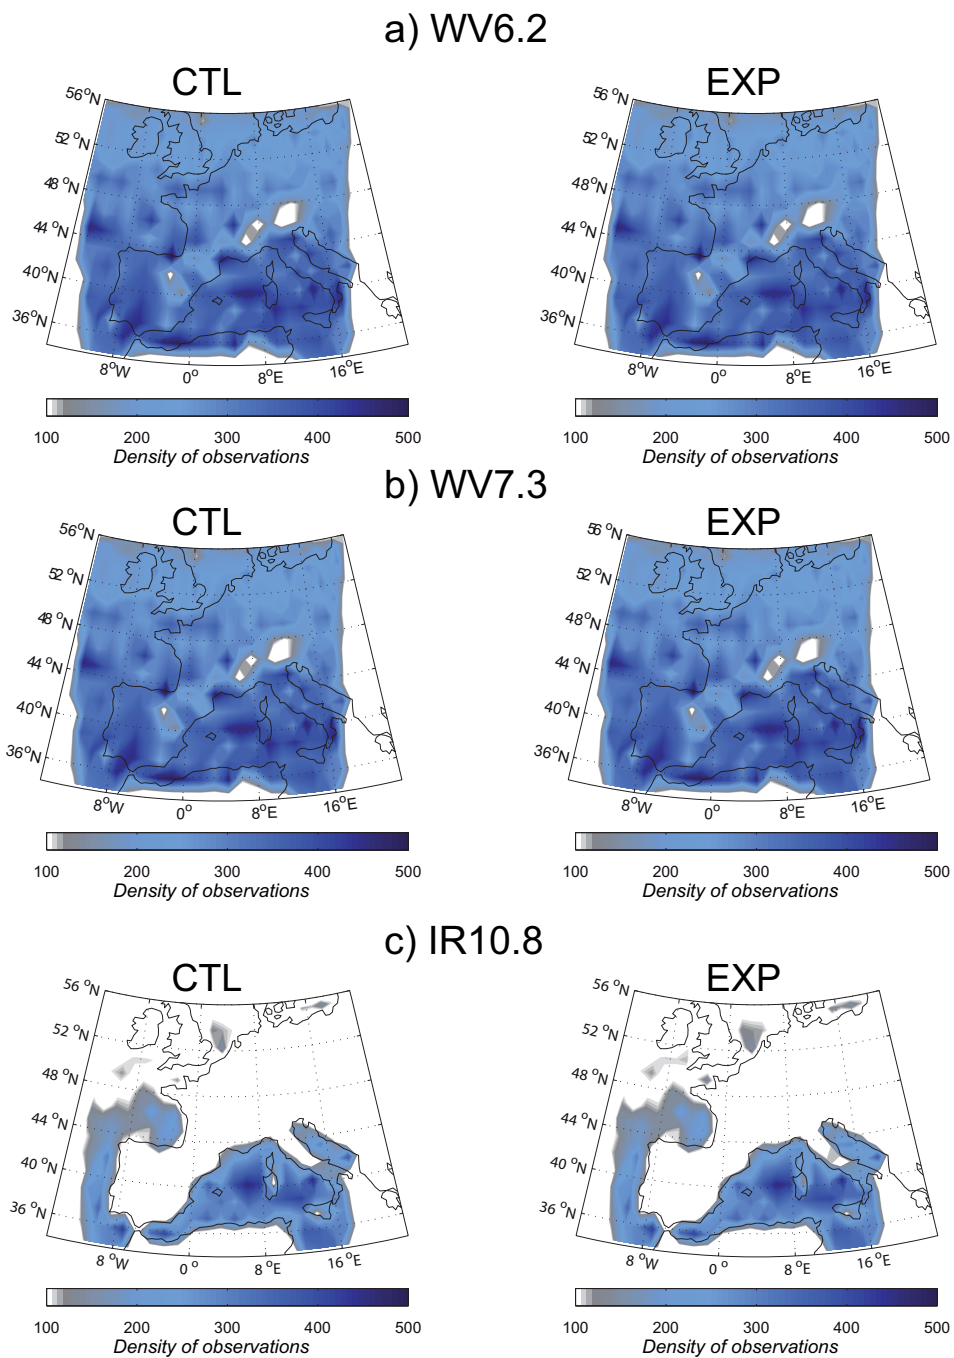 a) WV6.2
CTL EXP
56 °N 56 °N
52 °N 52 °N
48 °N 48 °N
44 °N 44 °N
40 °N 40 °N
36 °N 36 °N
8°W 0° 8°E 16°E 8°W 0° 8°E 16°E
100 200 300 400 500 100 200 300 400 500
Density of observations Density of observations
b) WV7.3
CTL EXP
56 °N 56 °N
52 °N 52 °N
48 °N 48 °N
44 °N 44 °N
40 °N 40 °N
36 °N 36 °N
8°W 0° 8°E 16°E 8°W 0° 8°E 16°E
100 200 300 400 500 100 200 300 400 500
Density of observations Density of observations
c) IR10.8
CTL EXP
56 °N 56 °N
52 °N 52 °N
48 °N 48 °N
44 °N 44 °N
40 °N 40 °N
36 °N 36 °N
8 °W 0 ° 8 °E 16 °E 8 °W 0 ° 8 °E 16 °E
100 200 300 400 500 100 200 300 400 500
Density of observations Density of observations